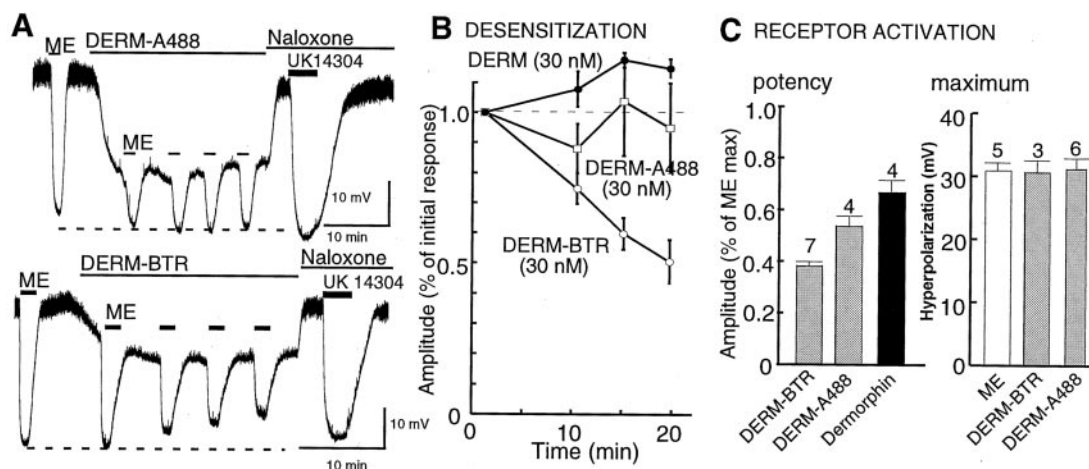 A
ME
DERM-A488
Naloxone
UK14304
ME
10 mV
10 min
DERM-BTR
Naloxone
ME
ME
UK 14304
10 mV
10 min
B DESENSITIZATION
DERM (30 nM)
1.0
DERM-A488
(30 nM)
DERM-BTR
(30 nM)
0.5
0
Amplitude (% of initial response)
0 10 20
Time (min)
C RECEPTOR ACTIVATION
potency
Amplitude (% of ME max)
1
0.8
0.6
0.4
0.2
0
7
4
4
DERM-BTR
DERM-A488
Dermorphin
maximum
Hyperpolarization (mV)
40
30
20
10
0
5
3
6
ME
DERM-BTR
DERM-A488